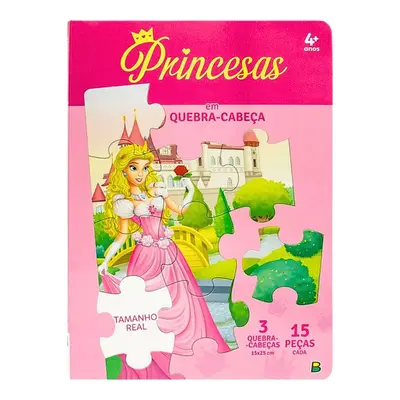 Princesas
4+
anos
em
QUEBRA-CABEÇA
TAMANHO
REAL
3
QUEBRA-
-CABEÇAS
15x25 cm
15
PEÇAS
CADA
B